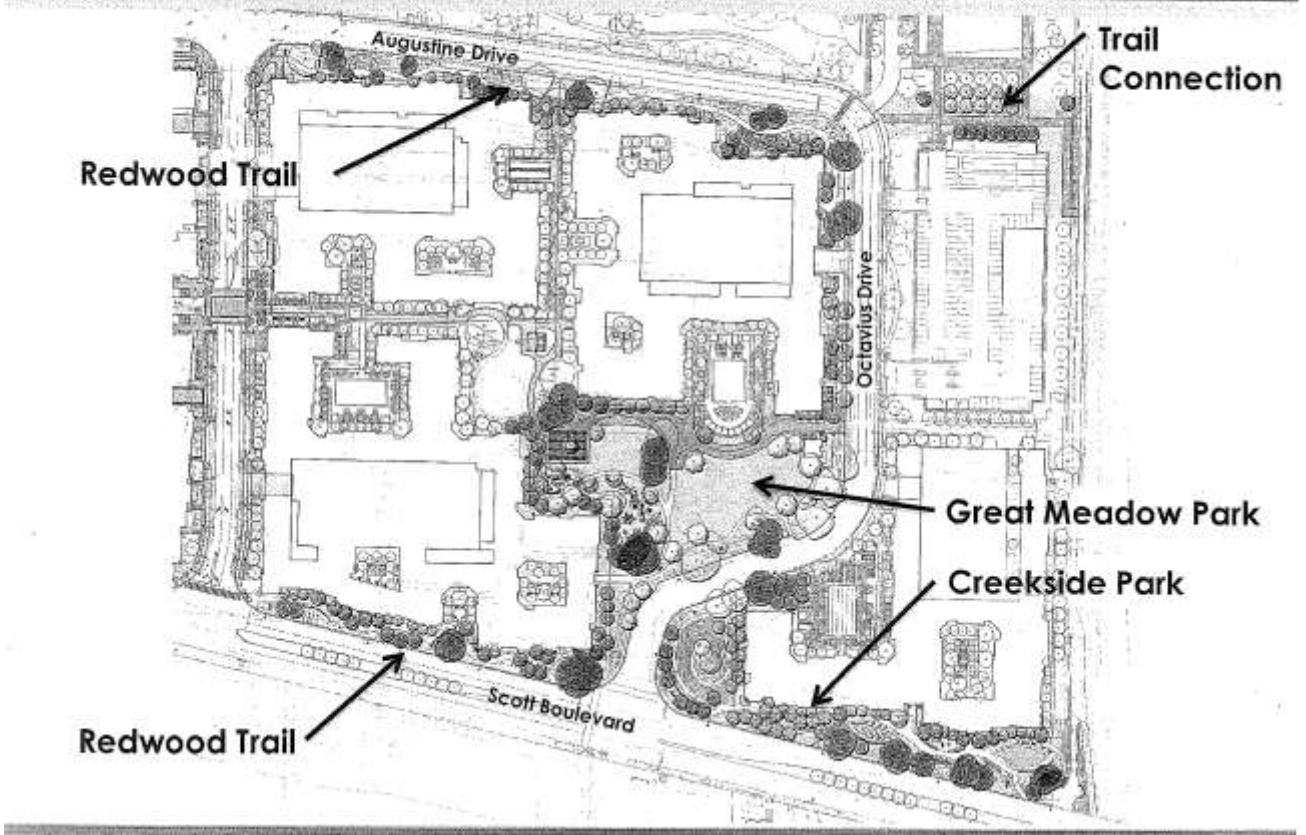 Augustine Drive
Trail
Connection
Redwood Trail
Octavius Drive
Great Meadow Park
Creekside Park
Scott Boulevard
Redwood Trail